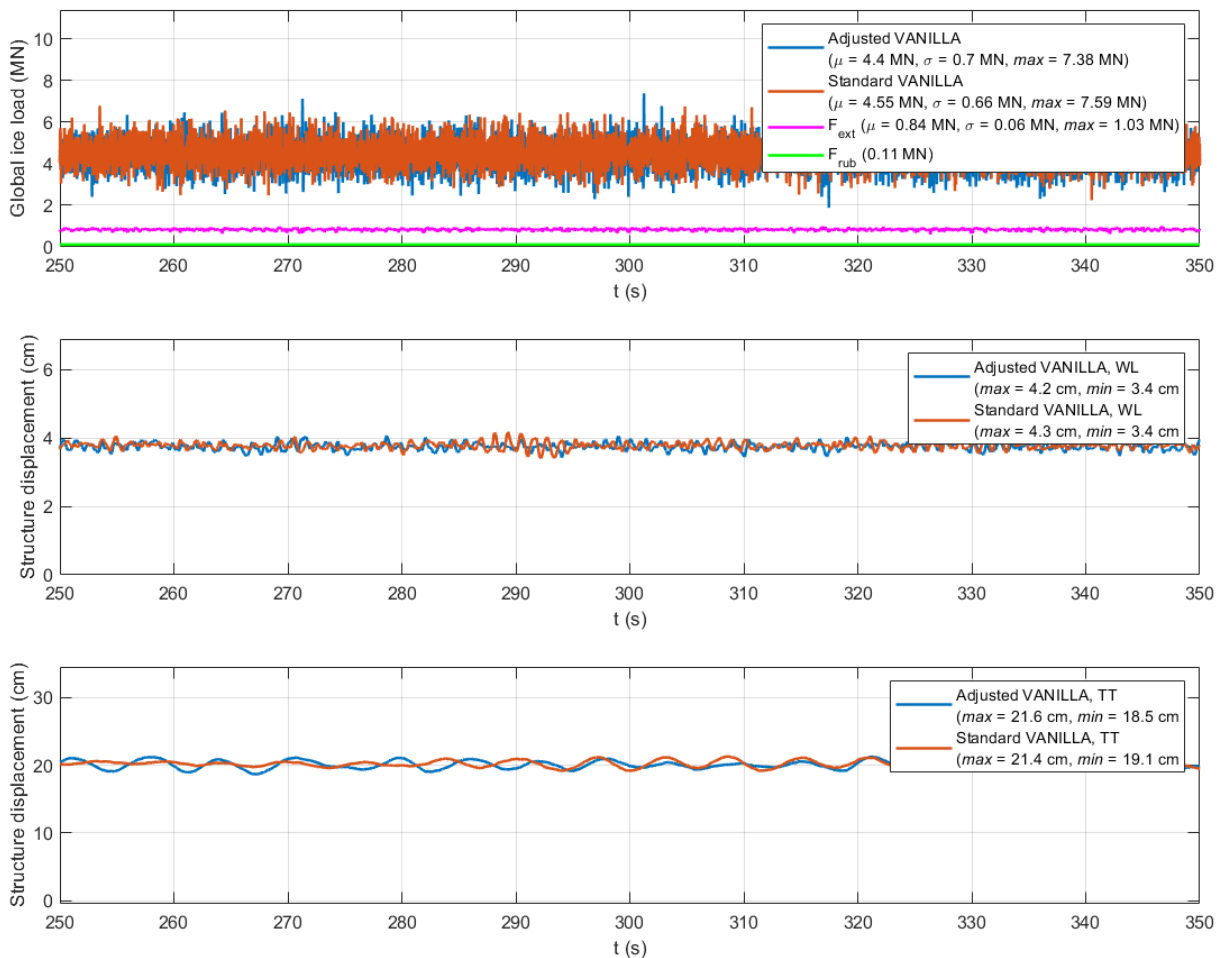 Global ice load (MN)
10
8
6
4
2
0
Adjusted VANILLA
(μ = 4.4 MN, σ = 0.7 MN, max = 7.38 MN)
Standard VANILLA
(μ = 4.55 MN, σ = 0.66 MN, max = 7.59 MN)
F_ext (μ = 0.84 MN, σ = 0.06 MN, max = 1.03 MN)
F_rub (0.11 MN)
250 260 270 280 290 300 310 320 330 340 350
t (s)
Structure displacement (cm)
6
4
2
0
Adjusted VANILLA, WL
(max = 4.2 cm, min = 3.4 cm
Standard VANILLA, WL
(max = 4.3 cm, min = 3.4 cm
250 260 270 280 290 300 310 320 330 340 350
t (s)
Structure displacement (cm)
30
20
10
0
Adjusted VANILLA, TT
(max = 21.6 cm, min = 18.5 cm
Standard VANILLA, TT
(max = 21.4 cm, min = 19.1 cm
250 260 270 280 290 300 310 320 330 340 350
t (s)